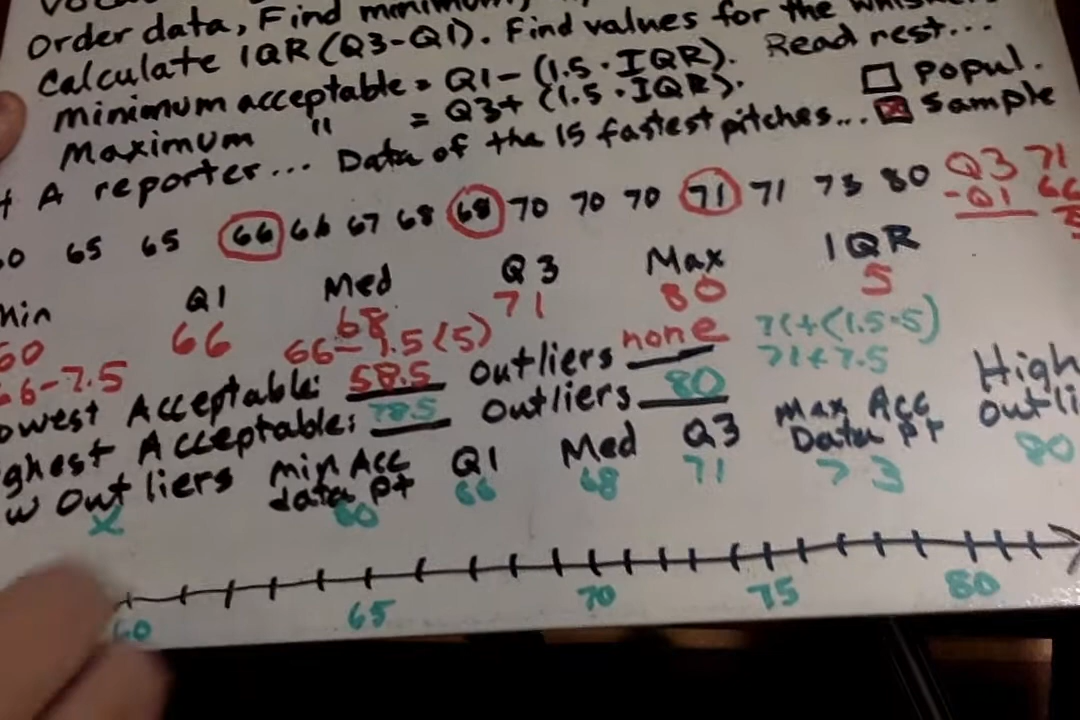 Order data, Find minimum,
Calculate IQR (Q3-Q1). Find values for the whiskers
minimum acceptable = Q1 - (1.5 · IQR). Read rest...
Maximum " = Q3 + (1.5 · IQR). □ Popul.
A reporter... Data of the 15 fastest pitches... ☒ Sample
60 65 65 66 66 67 68 68 70 70 70 71 71 73 80 Q3 71
-Q1 66
5
Min Q1 Med Q3 Max IQR
60 66 68 71 80 5
66-1.5(5) 71+(1.5·5)
66-7.5 71+7.5
Lowest Acceptable: 58.5 Outliers none
Highest Acceptable: 78.5 Outliers 80
Low Outliers min Acc data pt Q1 Med Q3 Max Acc Data pt High Outli
X 60 66 68 71 73 80
60 65 70 75 80